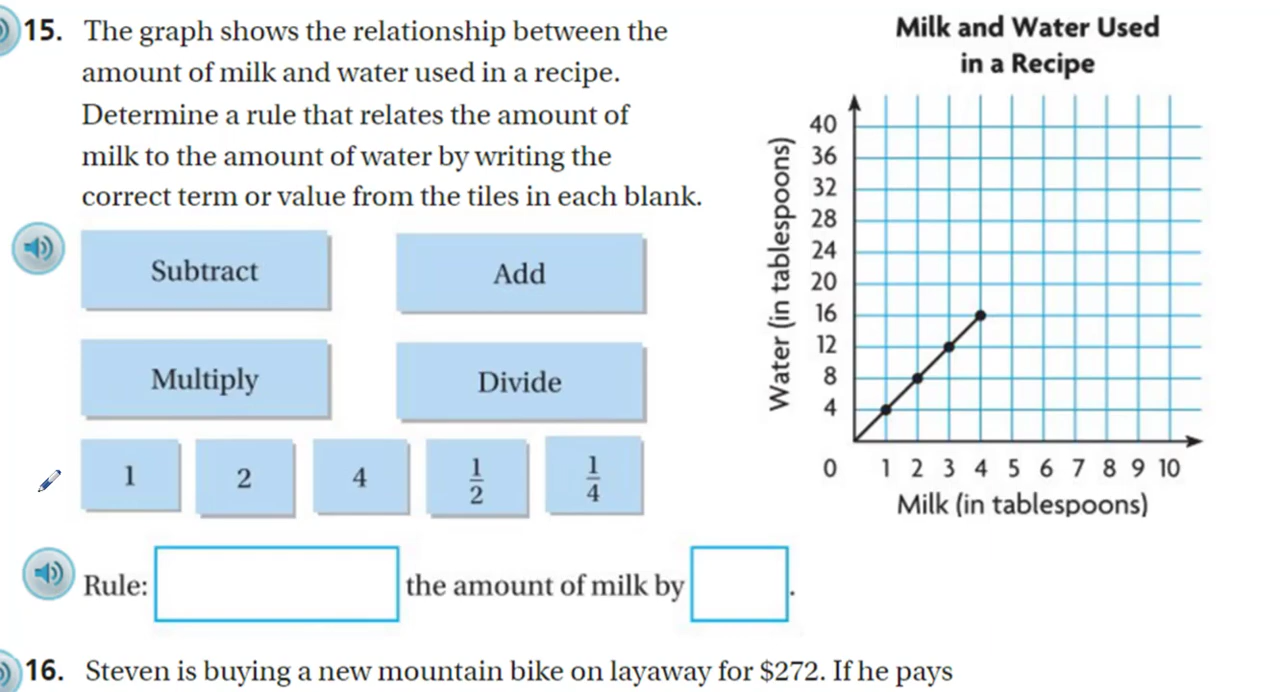 15. The graph shows the relationship between the
amount of milk and water used in a recipe.
Determine a rule that relates the amount of
milk to the amount of water by writing the
correct term or value from the tiles in each blank.
Subtract
Add
Multiply
Divide
1
2
4
1/2
1/4
Rule: the amount of milk by .
Milk and Water Used
in a Recipe
Water (in tablespoons)
40
36
32
28
24
20
16
12
8
4
0 1 2 3 4 5 6 7 8 9 10
Milk (in tablespoons)
16. Steven is buying a new mountain bike on layaway for $272. If he pays